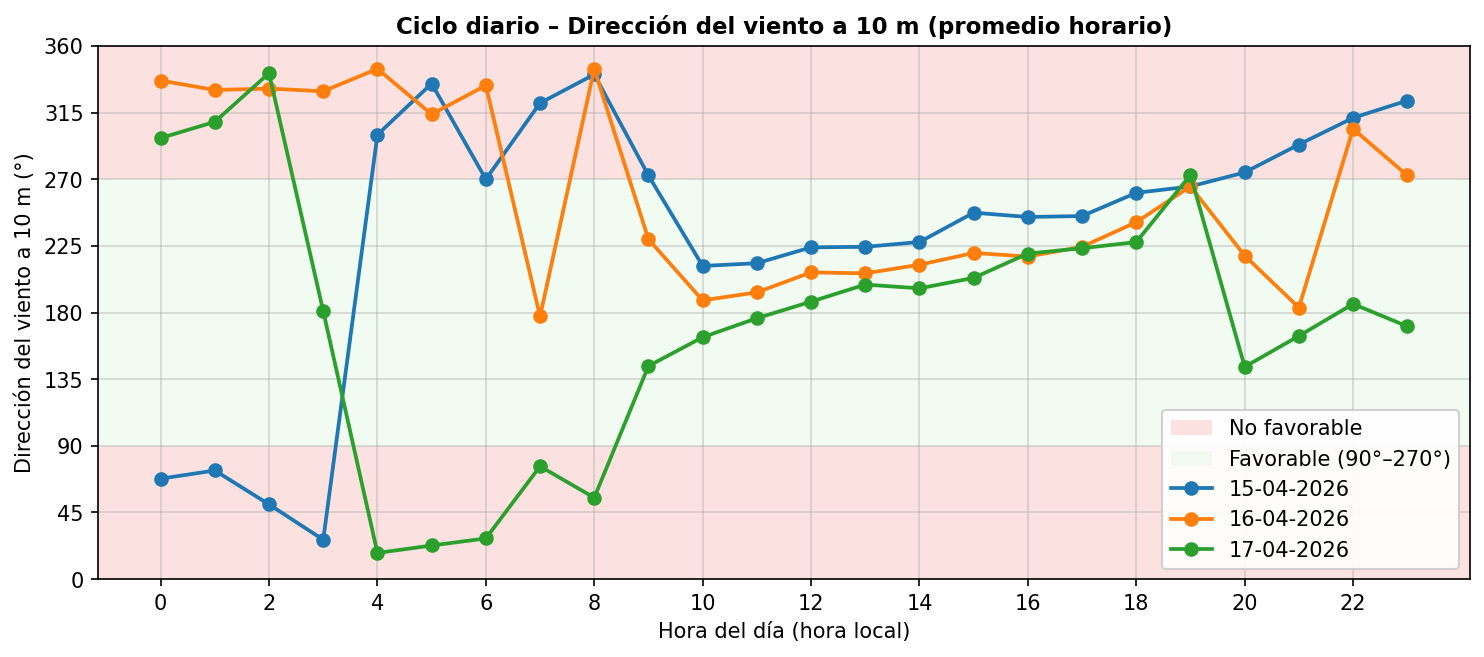 Ciclo diario – Dirección del viento a 10 m (promedio horario)
Dirección del viento a 10 m (°)
360
315
270
225
180
135
90
45
0
No favorable
Favorable (90°–270°)
15-04-2026
16-04-2026
17-04-2026
0 2 4 6 8 10 12 14 16 18 20 22
Hora del día (hora local)